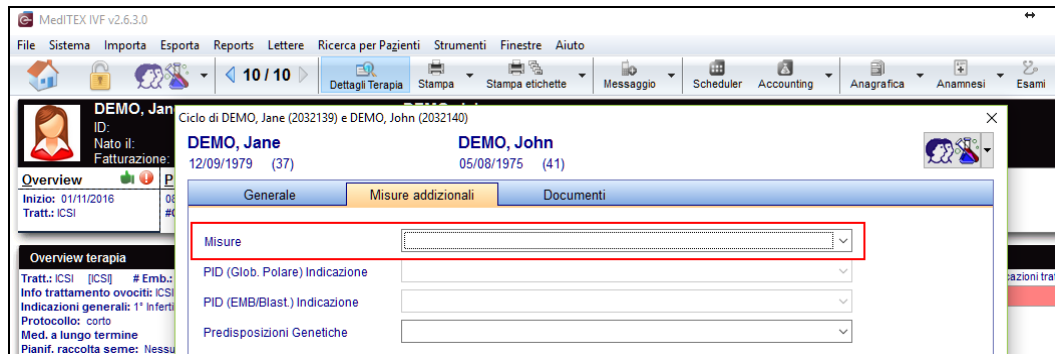 MedITEX IVF v2.6.3.0
File Sistema Importa Esporta Reports Lettere Ricerca per Pazienti Strumenti Finestre Aiuto
10 / 10
Dettagli Terapia Stampa Stampa etichette Messaggio Scheduler Accounting Anagrafica Anamnesi Esami
DEMO, Jane
ID:
Nato il:
Fatturazione:
Ciclo di DEMO, Jane (2032139) e DEMO, John (2032140)
DEMO, Jane DEMO, John
12/09/1979 (37) 05/08/1975 (41)
Overview P
Inizio: 01/11/2016
Tratt.: ICSI
Generale Misure addizionali Documenti
Misure
PID (Glob. Polare) Indicazione
PID (EMB/Blast.) Indicazione
Predisposizioni Genetiche
Overview terapia
Tratt.: ICSI [ICSI] # Emb.:
Info trattamento ovociti: ICSI
Indicazioni generali: 1° Inferti
Protocollo: corto
Med. a lungo termine
Pianif. raccolta seme: Nessu